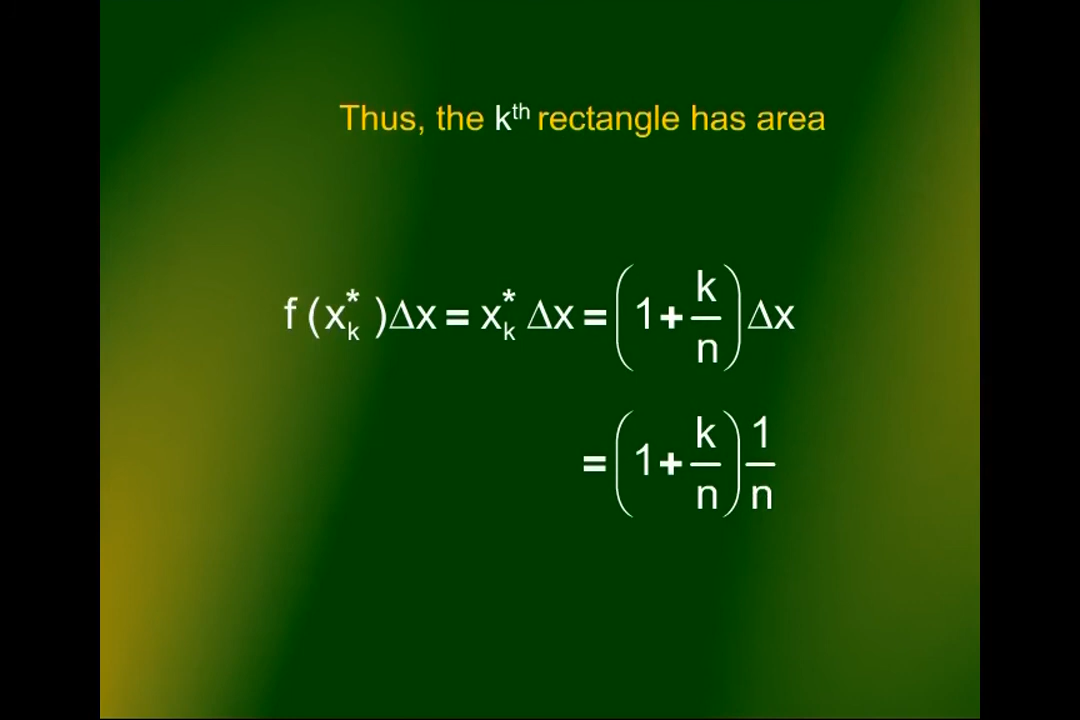 Thus, the kᵗʰ rectangle has area
f (x*ₖ )Δx = x*ₖ Δx = (1+k/n)Δx
= (1+k/n)1/n